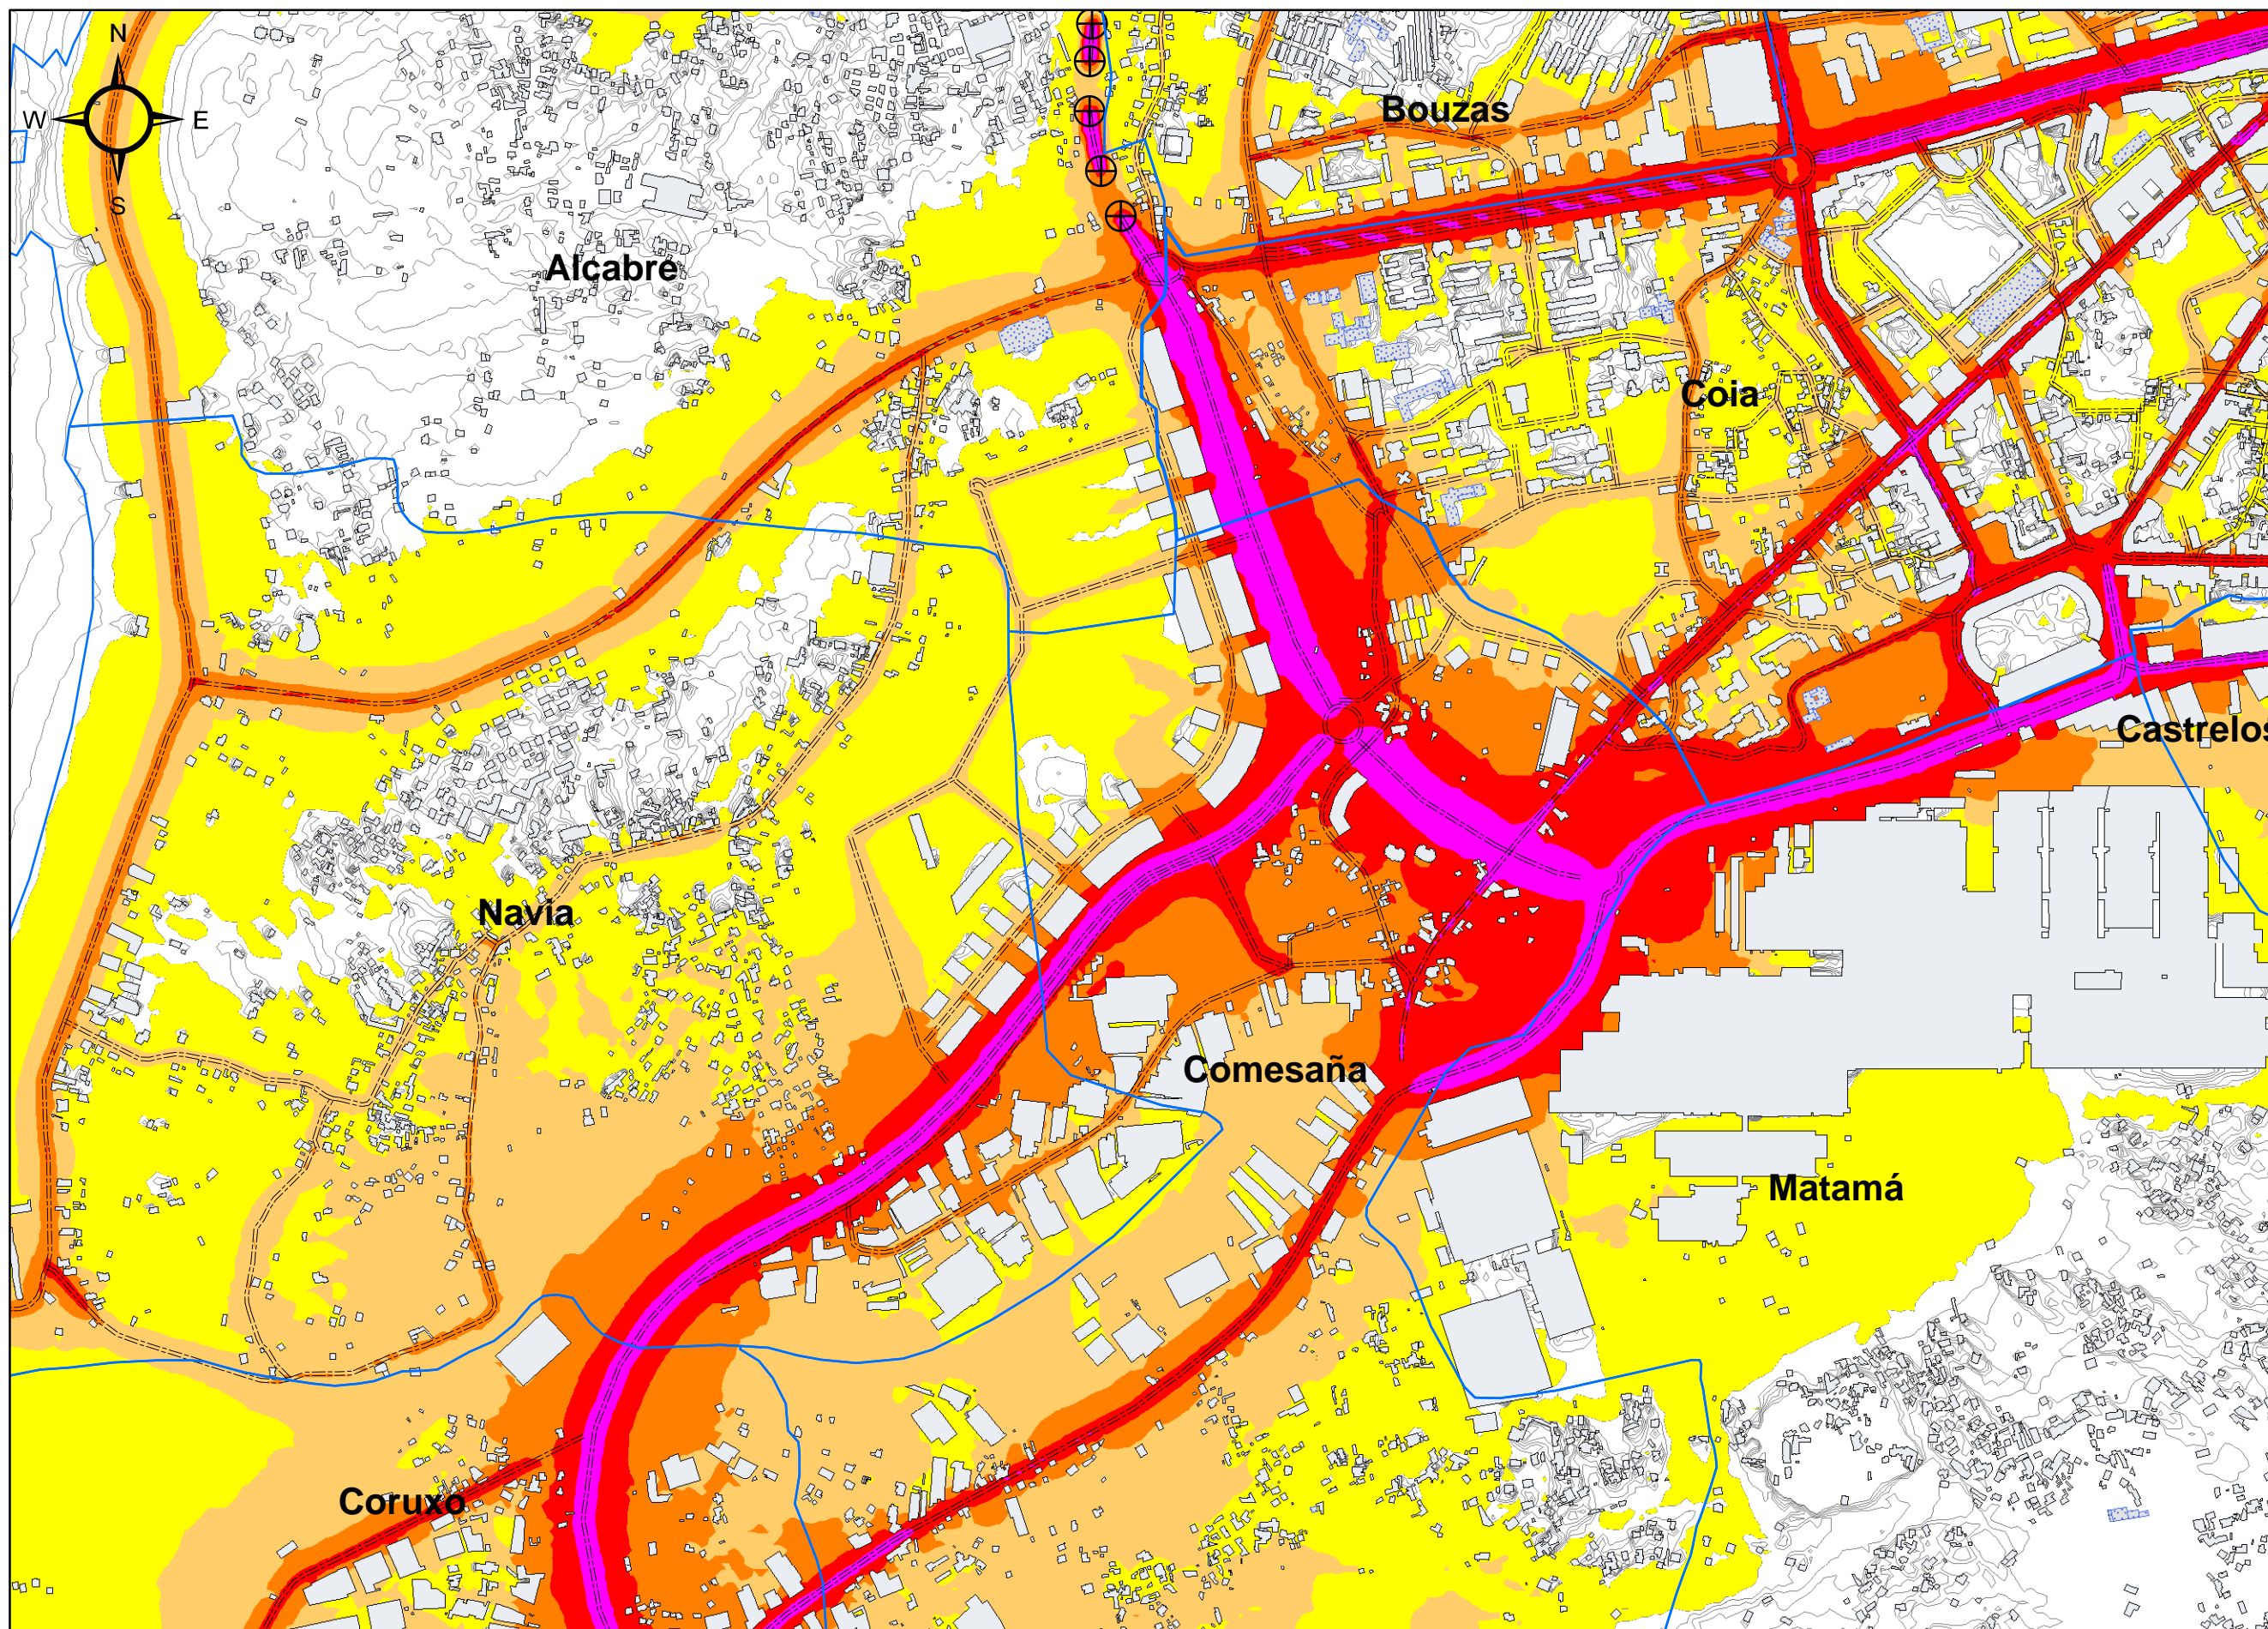 N
W E
S
Bouzas
Alcabre
Coia
Castrelos
Navia
Comesaña
Matamá
Coruxo